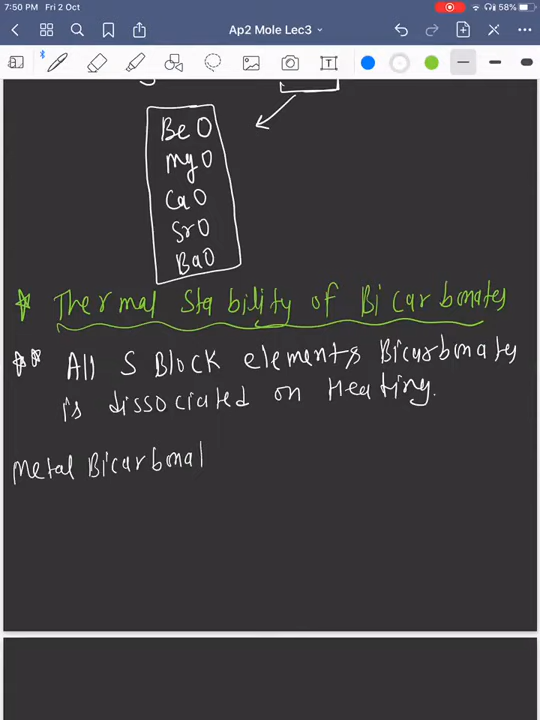 7:50 PM Fri 2 Oct
58%
Ap2 Mole Lec3
T
BeO
MgO
CaO
SrO
BaO
Thermal Stability of Bicarbonates
All S Block elements Bicarbonates
is dissociated on Heating.
Metal Bicarbonal